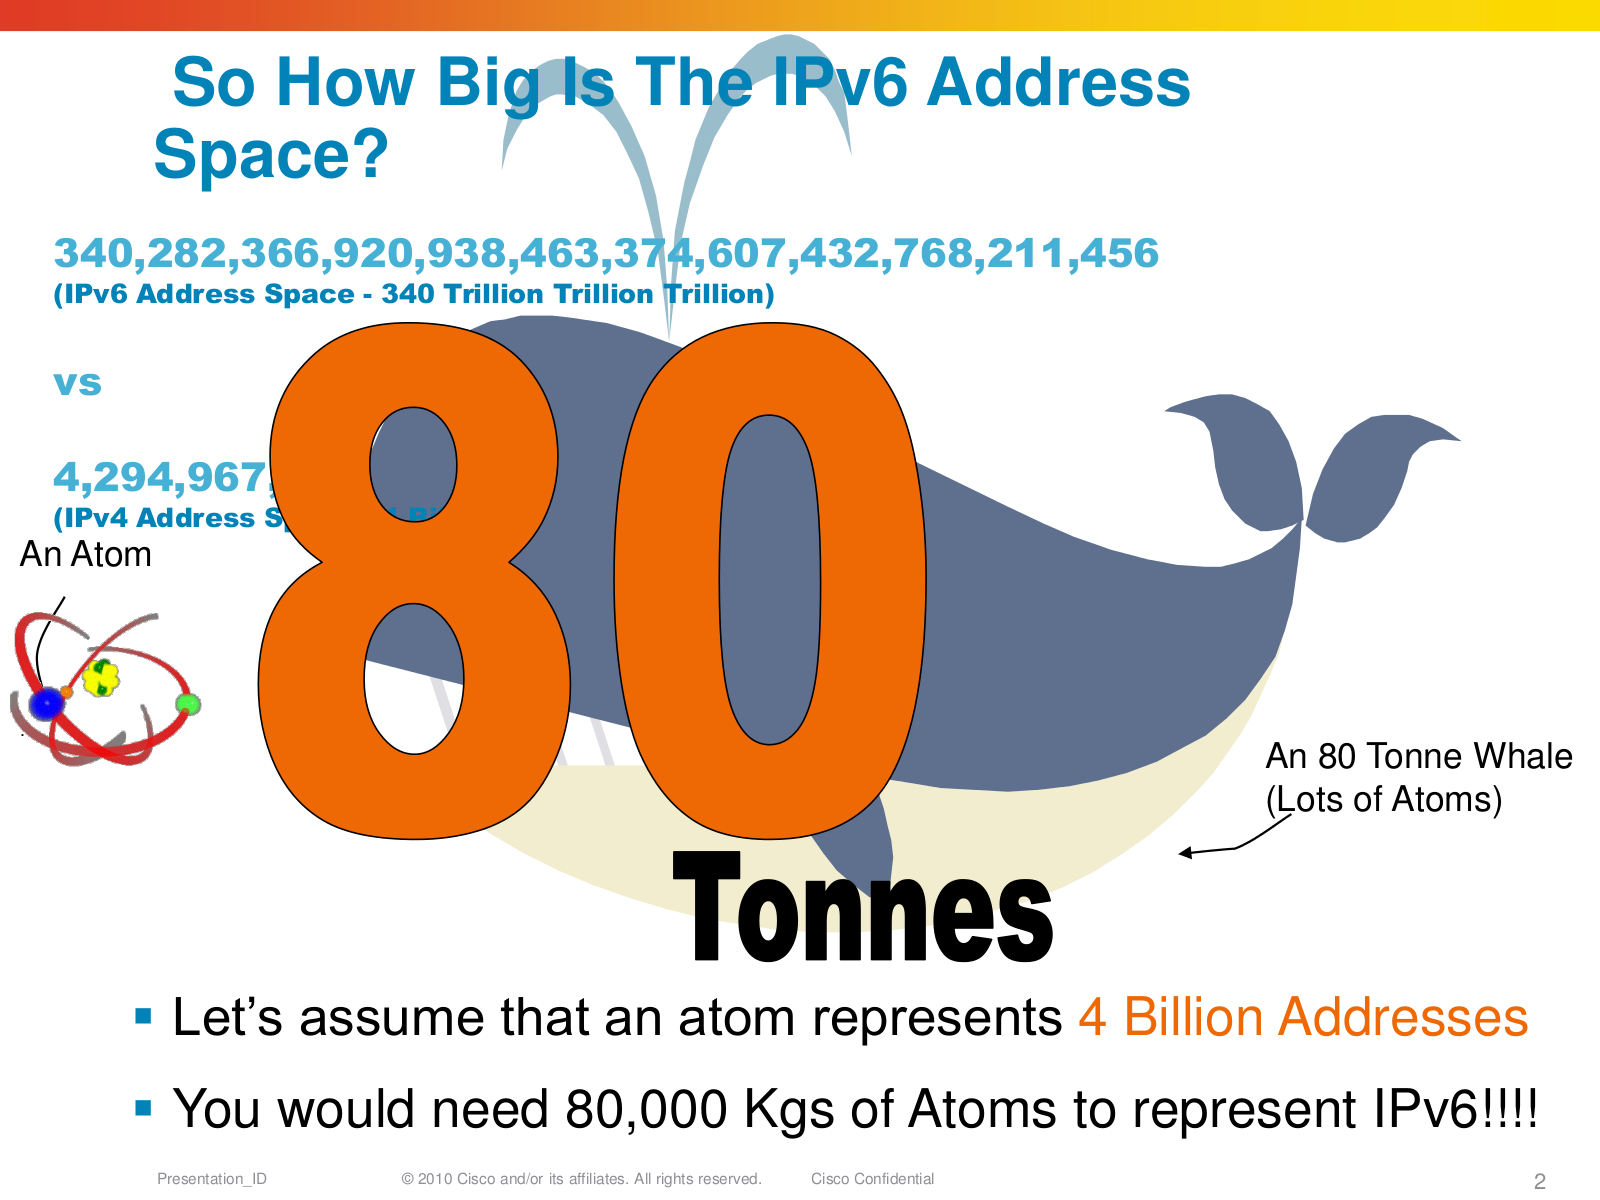 So How Big Is The IPv6 Address
Space?
340,282,366,920,938,463,374,607,432,768,211,456
(IPv6 Address Space - 340 Trillion Trillion Trillion)
vs
4,294,967,
(IPv4 Address
An Atom
80
An 80 Tonne Whale
(Lots of Atoms)
Tonnes
▪ Let’s assume that an atom represents 4 Billion Addresses
▪ You would need 80,000 Kgs of Atoms to represent IPv6!!!!
Presentation_ID © 2010 Cisco and/or its affiliates. All rights reserved. Cisco Confidential 2